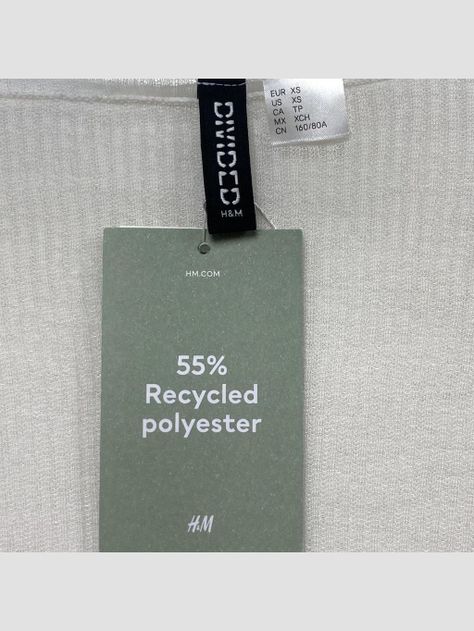 DIVIDED
H&M
EUR XS
US XS
CA TP
MX XCH
CN 160/80A
HM.COM
55%
Recycled
polyester
H&M